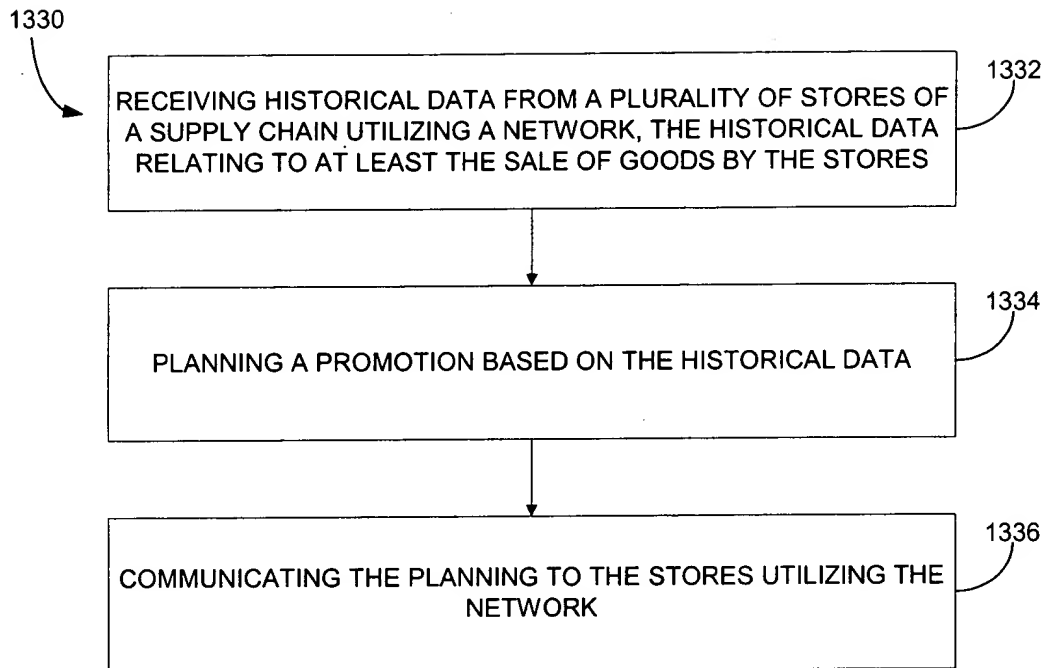 1330
1332
RECEIVING HISTORICAL DATA FROM A PLURALITY OF STORES OF
A SUPPLY CHAIN UTILIZING A NETWORK, THE HISTORICAL DATA
RELATING TO AT LEAST THE SALE OF GOODS BY THE STORES
1334
PLANNING A PROMOTION BASED ON THE HISTORICAL DATA
1336
COMMUNICATING THE PLANNING TO THE STORES UTILIZING THE
NETWORK